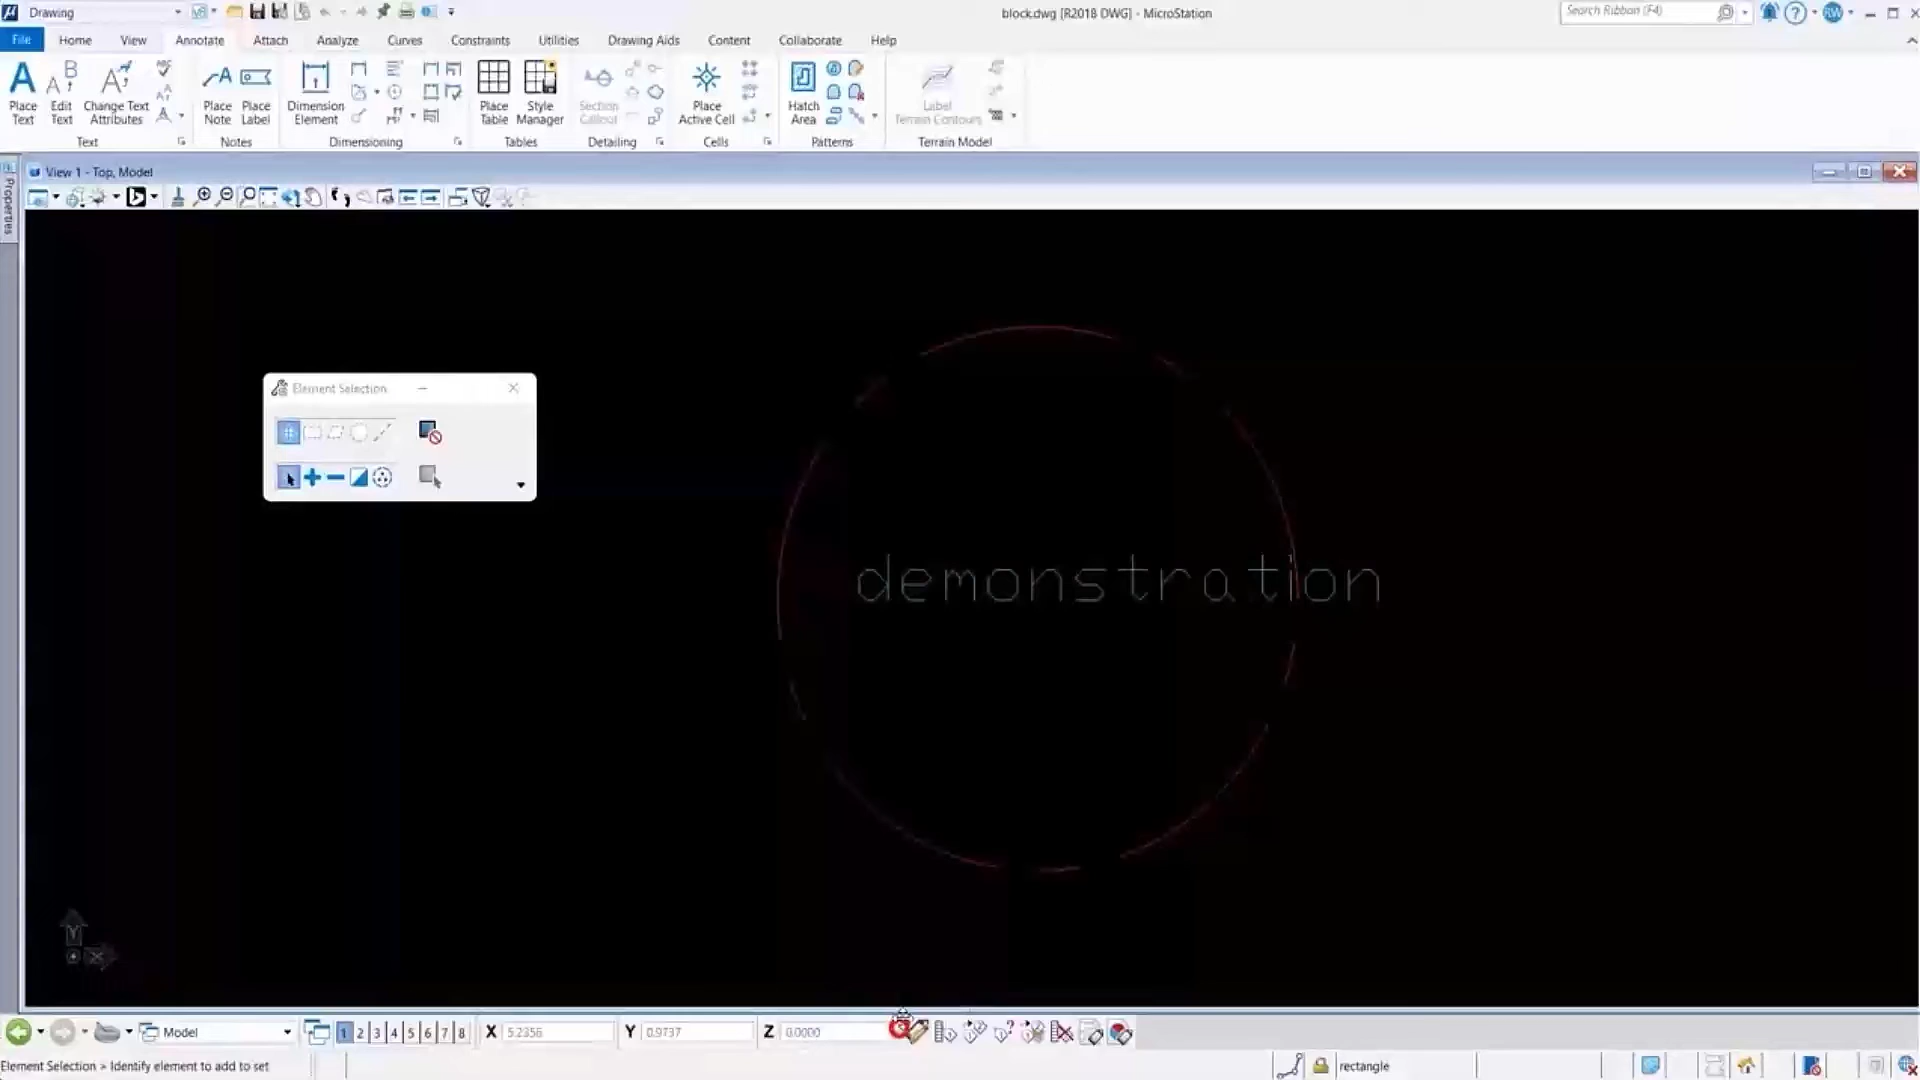 Drawing
block.dwg [R2018 DWG] - MicroStation
Search Ribbon (F4)
RW
File Home View Annotate Attach Analyze Curves Constraints Utilities Drawing Aids Content Collaborate Help
Place Text
Edit Text
Change Text Attributes
Place Note
Place Label
Dimension Element
Place Table
Style Manager
Section Callout
Place Active Cell
Hatch Area
Label Terrain Contours
Text Notes Dimensioning Tables Detailing Cells Patterns Terrain Model
View 1 - Top, Model
Properties
Element Selection
demonstration
Y
X
Model
1 2 3 4 5 6 7 8
X 5.2356
Y 0.9737
Z 0.0000
Element Selection > Identify element to add to set
rectangle